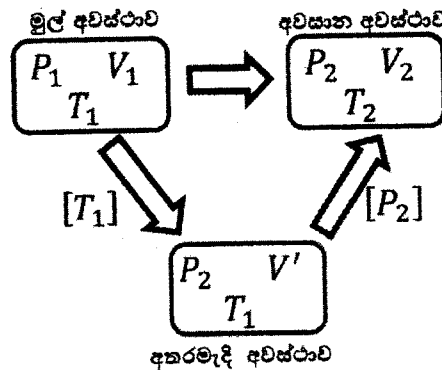 මුල් අවස්ථාව
P₁ V₁
T₁
අවසාන අවස්ථාව
P₂ V₂
T₂
[T₁]
[P₂]
P₂ V'
T₁
අතරමැදි අවස්ථාව